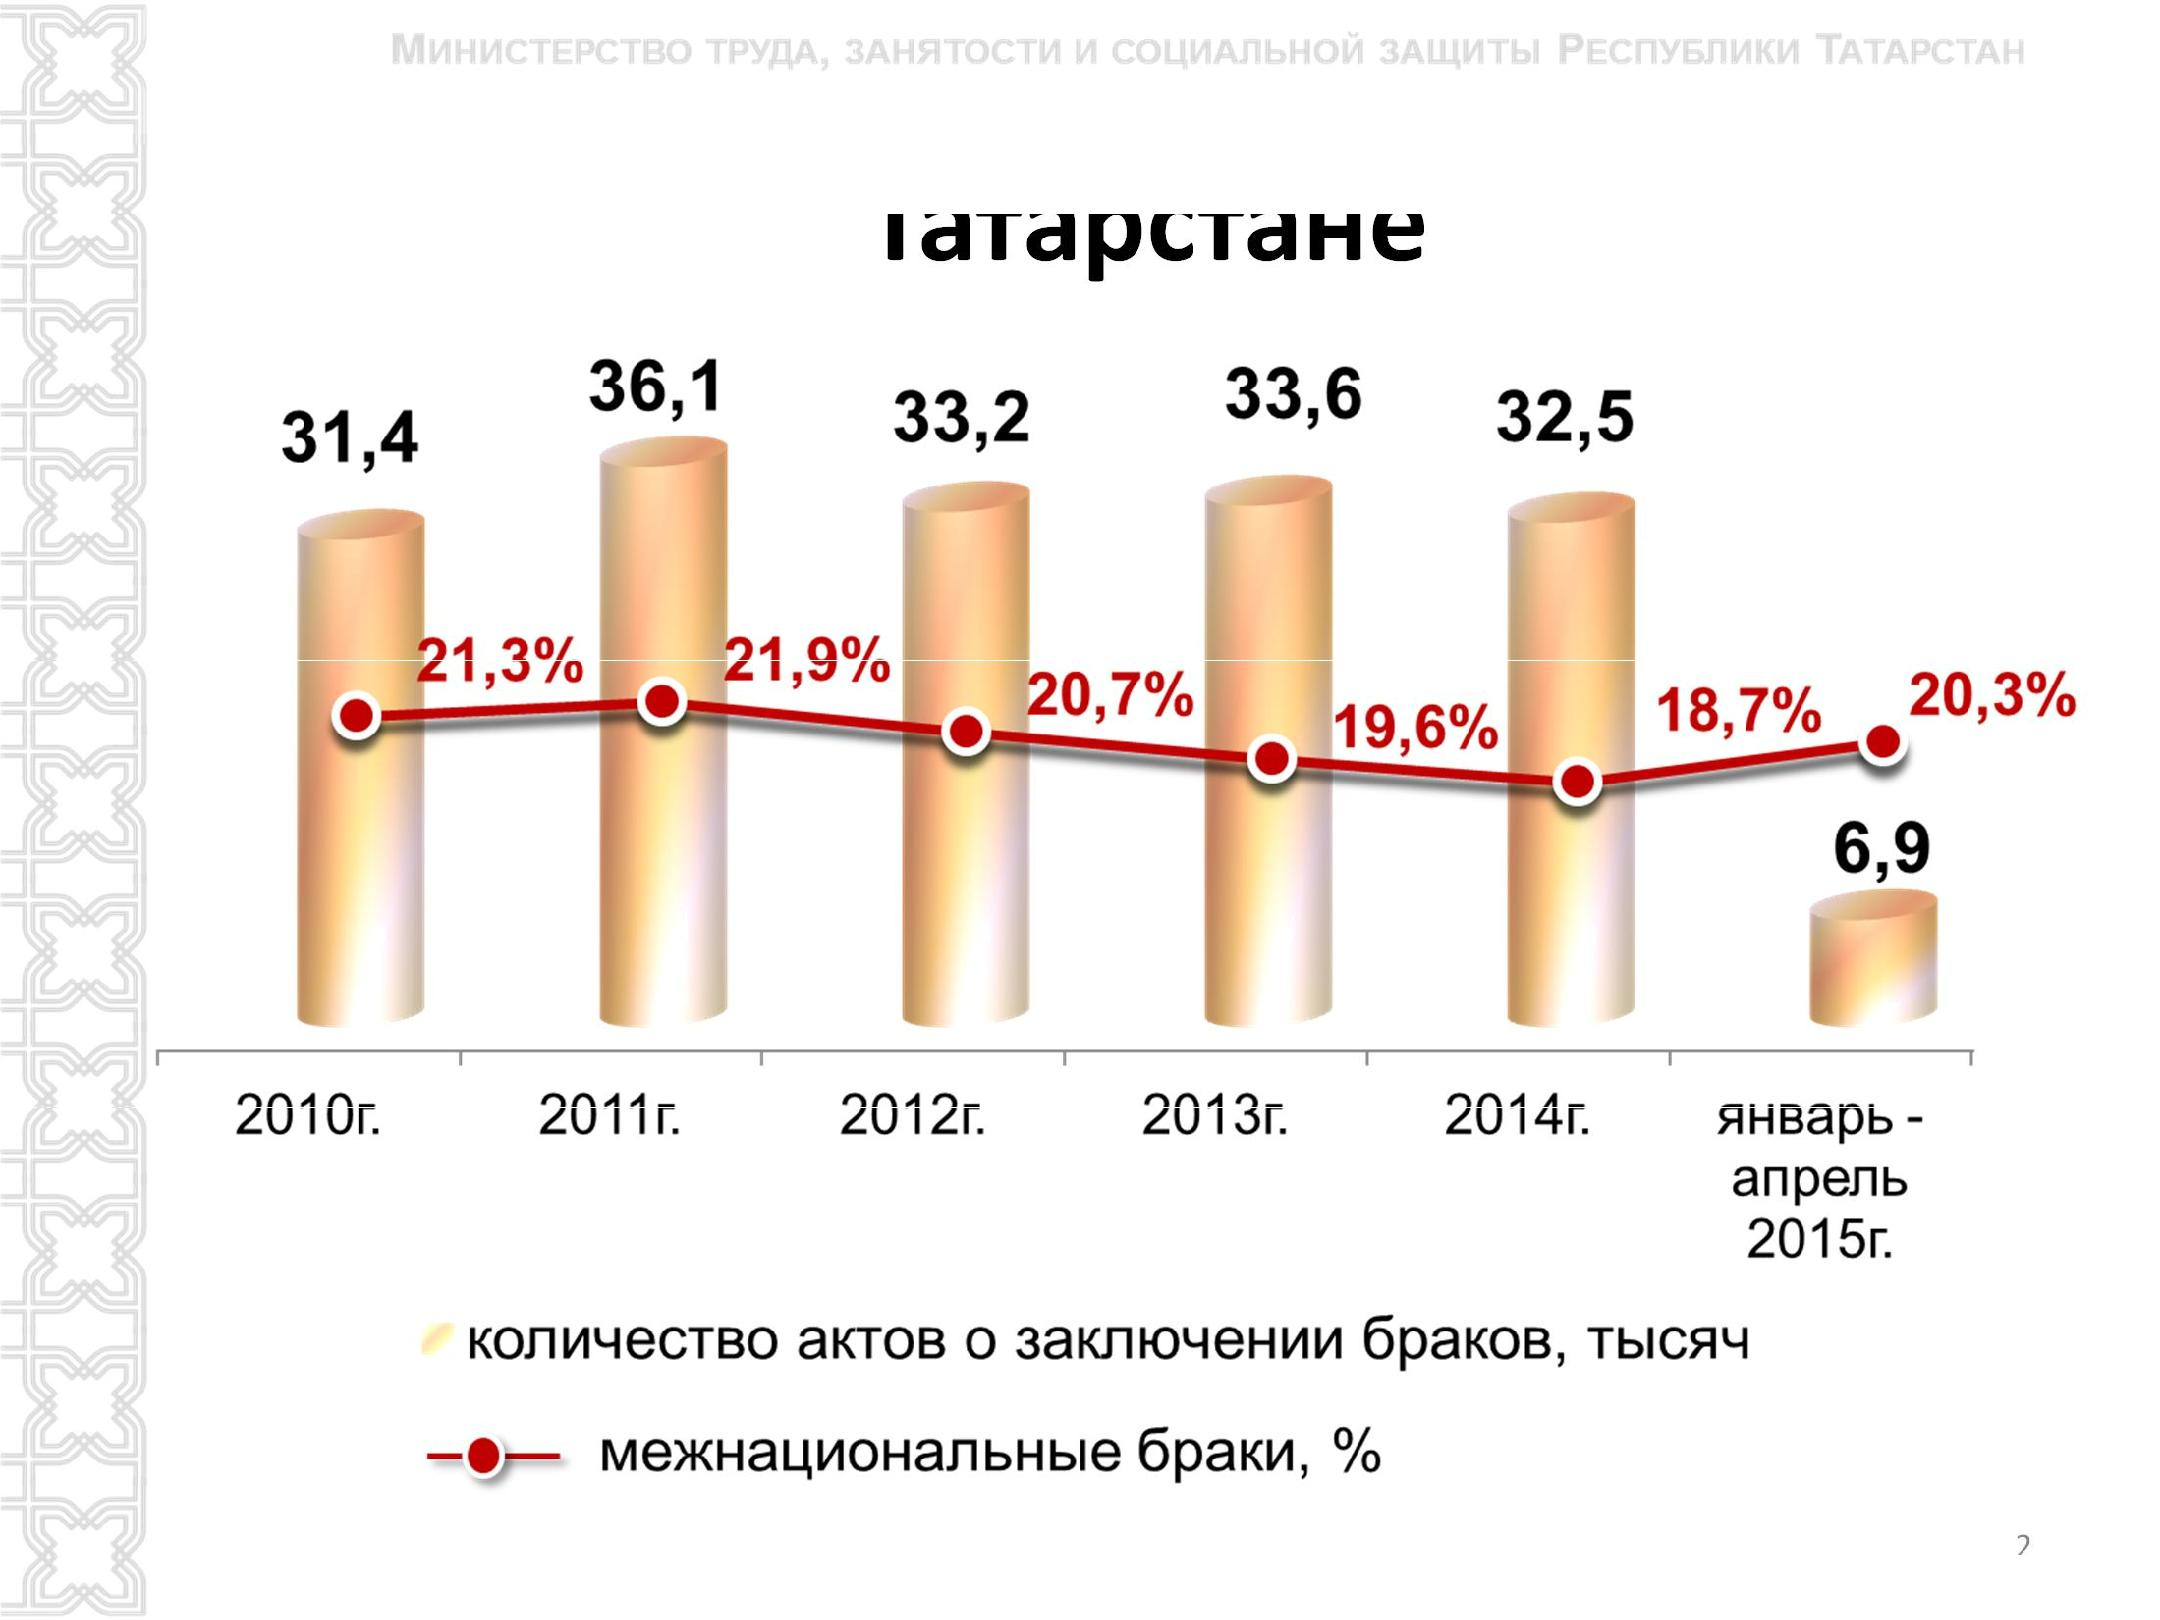 МИНИСТЕРСТВО ТРУДА, ЗАНЯТОСТИ И СОЦИАЛЬНОЙ ЗАЩИТЫ РЕСПУБЛИКИ ТАТАРСТАН
Татарстане
31,4
36,1
33,2
33,6
32,5
21,3%
21,9%
20,7%
19,6%
18,7%
20,3%
6,9
2010г.
2011г.
2012г.
2013г.
2014г.
январь -
апрель
2015г.
количество актов о заключении браков, тысяч
межнациональные браки, %
2